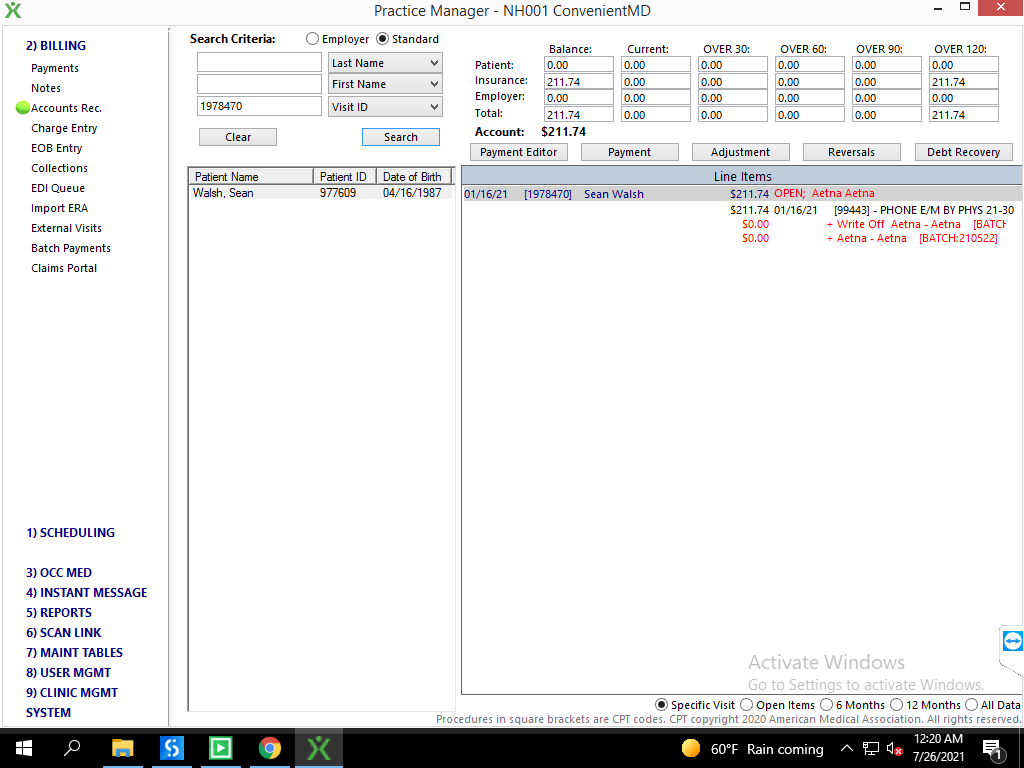 Practice Manager - NH001 ConvenientMD
2) BILLING
Payments
Notes
Accounts Rec.
Charge Entry
EOB Entry
Collections
EDI Queue
Import ERA
External Visits
Batch Payments
Claims Portal
1) SCHEDULING
3) OCC MED
4) INSTANT MESSAGE
5) REPORTS
6) SCAN LINK
7) MAINT TABLES
8) USER MGMT
9) CLINIC MGMT
SYSTEM
Search Criteria: Employer Standard
Last Name
First Name
1978470 Visit ID
Clear Search
Patient Name Patient ID Date of Birth
Walsh, Sean 977609 04/16/1987
Balance: Current: OVER 30: OVER 60: OVER 90: OVER 120:
Patient: 0.00 0.00 0.00 0.00 0.00 0.00
Insurance: 211.74 0.00 0.00 0.00 0.00 211.74
Employer: 0.00 0.00 0.00 0.00 0.00 0.00
Total: 211.74 0.00 0.00 0.00 0.00 211.74
Account: $211.74
Payment Editor Payment Adjustment Reversals Debt Recovery
Line Items
01/16/21 [1978470] Sean Walsh $211.74 OPEN; Aetna Aetna
$211.74 01/16/21 [99443] - PHONE E/M BY PHYS 21-30
$0.00 + Write Off Aetna - Aetna [BATCH
$0.00 + Aetna - Aetna [BATCH:210522]
Activate Windows
Go to Settings to activate Windows.
Specific Visit Open Items 6 Months 12 Months All Data
Procedures in square brackets are CPT codes. CPT copyright 2020 American Medical Association. All rights reserved.
60°F Rain coming
12:20 AM
7/26/2021
1